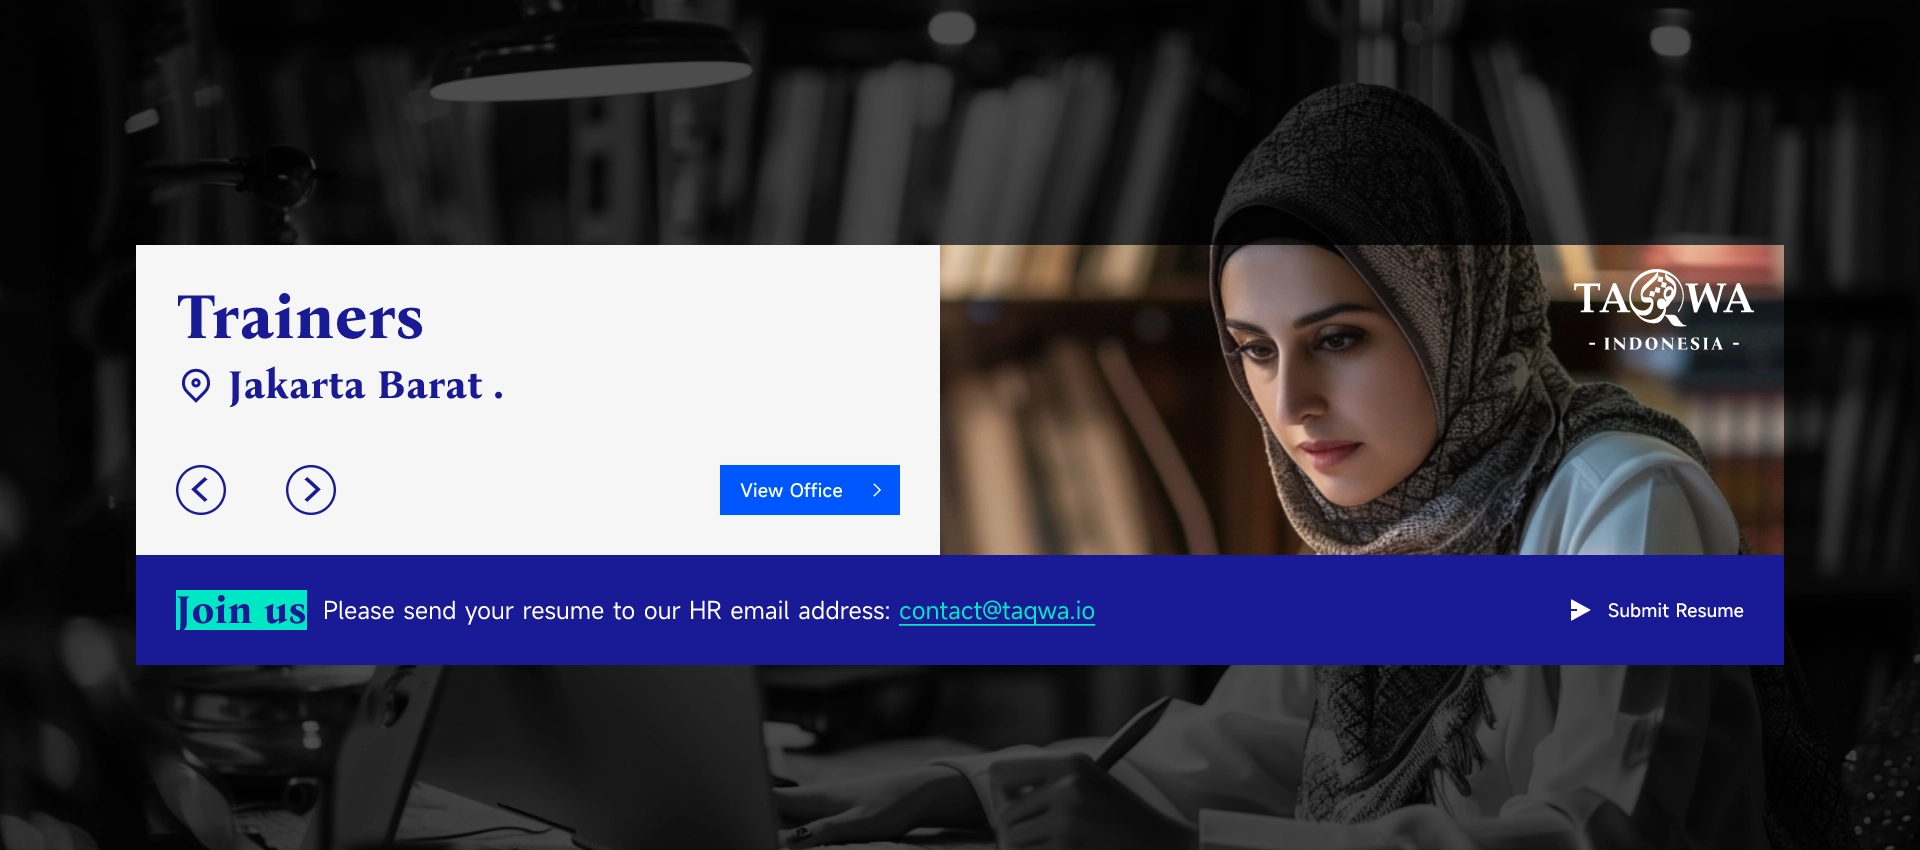 Trainers
Jakarta Barat .
View Office
TAQWA
- INDONESIA -
Join us Please send your resume to our HR email address: contact@taqwa.io
Submit Resume